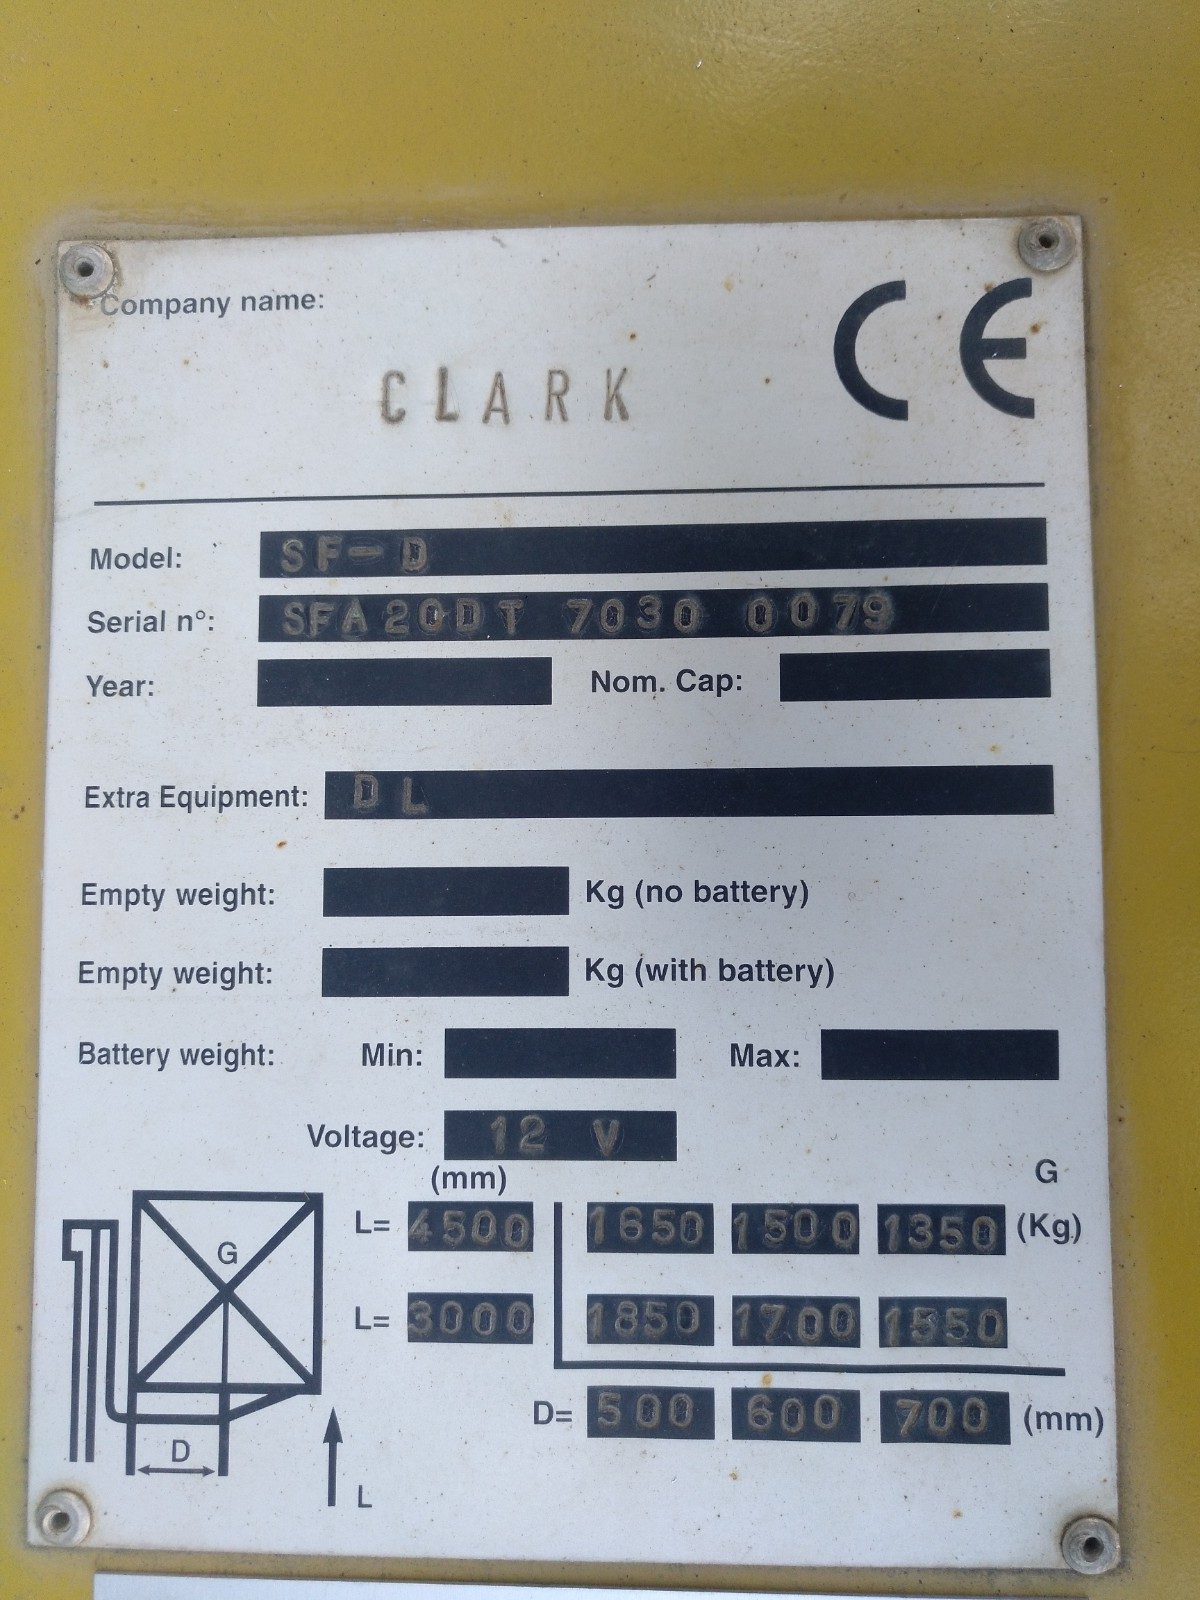 Company name:
CE
CLARK
Model: SF-D
Serial n°: SFA20DT 7030 0079
Year: Nom. Cap:
Extra Equipment: DL
Empty weight: Kg (no battery)
Empty weight: Kg (with battery)
Battery weight: Min: Max:
Voltage: 12 V
(mm) G
L= 4500 1650 1500 1350 (Kg)
G
L= 3000 1850 1700 1550
D= 500 600 700 (mm)
D
L